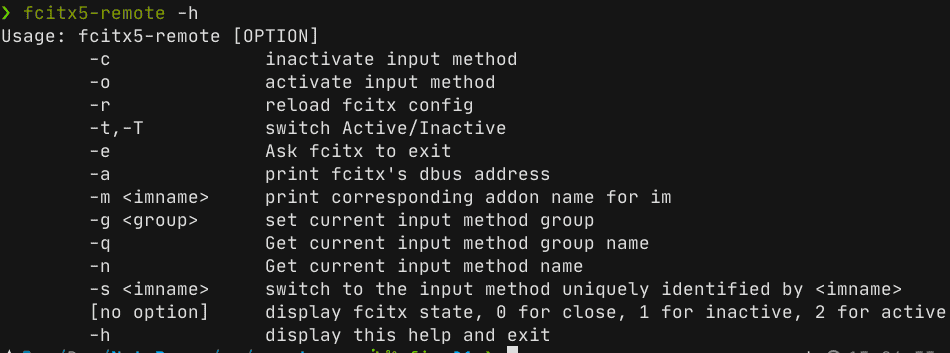 ❯ fcitx5-remote -h
Usage: fcitx5-remote [OPTION]
-c inactivate input method
-o activate input method
-r reload fcitx config
-t,-T switch Active/Inactive
-e Ask fcitx to exit
-a print fcitx's dbus address
-m <imname> print corresponding addon name for im
-g <group> set current input method group
-q Get current input method group name
-n Get current input method name
-s <imname> switch to the input method uniquely identified by <imname>
[no option] display fcitx state, 0 for close, 1 for inactive, 2 for active
-h display this help and exit